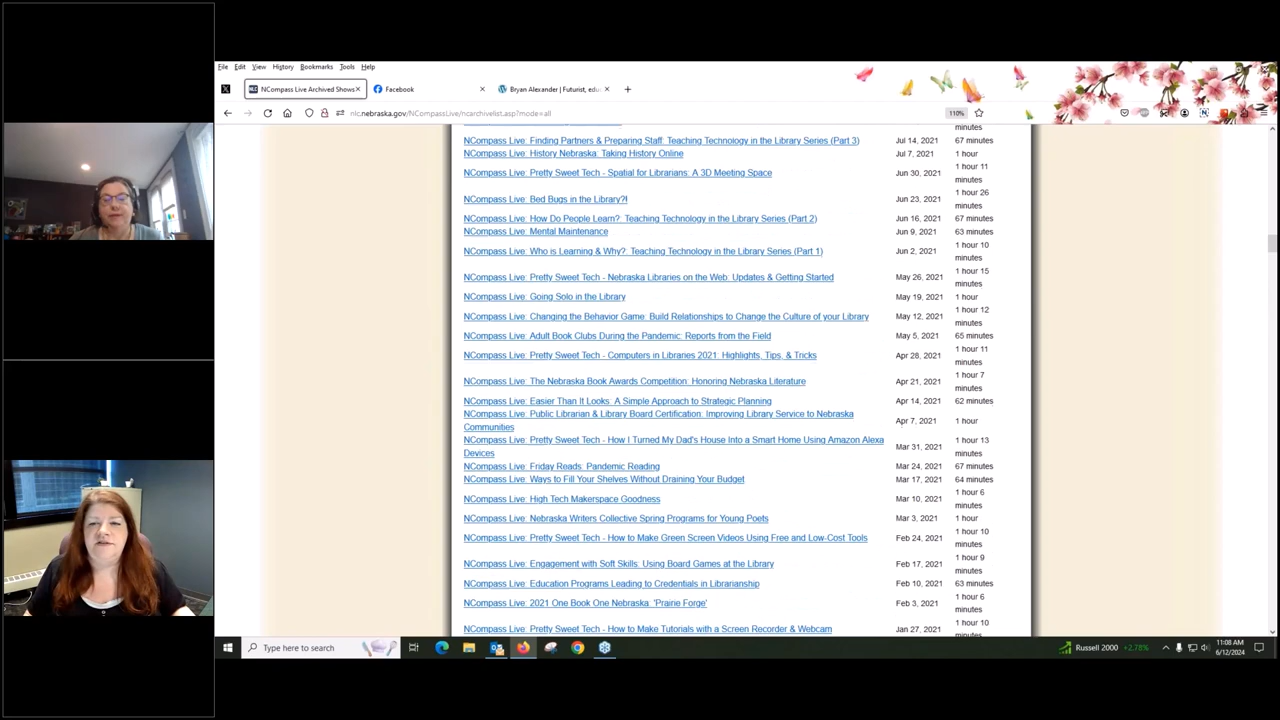 File Edit View History Bookmarks Tools Help
NCompass Live Archived Shows
Facebook
Bryan Alexander | Futurist, edu
nlc.nebraska.gov/NCompassLive/ncarchivelist.asp?mode=all
110%
minutes
NCompass Live: Finding Partners & Preparing Staff: Teaching Technology in the Library Series (Part 3) Jul 14, 2021 67 minutes
NCompass Live: History Nebraska: Taking History Online Jul 7, 2021 1 hour
NCompass Live: Pretty Sweet Tech - Spatial for Librarians: A 3D Meeting Space Jun 30, 2021 1 hour 11
minutes
NCompass Live: Bed Bugs in the Library?! Jun 23, 2021 1 hour 26
minutes
NCompass Live: How Do People Learn?: Teaching Technology in the Library Series (Part 2) Jun 16, 2021 67 minutes
NCompass Live: Mental Maintenance Jun 9, 2021 63 minutes
NCompass Live: Who is Learning & Why?: Teaching Technology in the Library Series (Part 1) Jun 2, 2021 1 hour 10
minutes
NCompass Live: Pretty Sweet Tech - Nebraska Libraries on the Web: Updates & Getting Started May 26, 2021 1 hour 15
minutes
NCompass Live: Going Solo in the Library May 19, 2021 1 hour
NCompass Live: Changing the Behavior Game: Build Relationships to Change the Culture of your Library May 12, 2021 1 hour 12
minutes
NCompass Live: Adult Book Clubs During the Pandemic: Reports from the Field May 5, 2021 65 minutes
NCompass Live: Pretty Sweet Tech - Computers in Libraries 2021: Highlights, Tips, & Tricks Apr 28, 2021 1 hour 11
minutes
NCompass Live: The Nebraska Book Awards Competition: Honoring Nebraska Literature Apr 21, 2021 1 hour 7
minutes
NCompass Live: Easier Than It Looks: A Simple Approach to Strategic Planning Apr 14, 2021 62 minutes
NCompass Live: Public Librarian & Library Board Certification: Improving Library Service to Nebraska
Communities Apr 7, 2021 1 hour
NCompass Live: Pretty Sweet Tech - How I Turned My Dad's House Into a Smart Home Using Amazon Alexa
Devices Mar 31, 2021 1 hour 13
minutes
NCompass Live: Friday Reads: Pandemic Reading Mar 24, 2021 67 minutes
NCompass Live: Ways to Fill Your Shelves Without Draining Your Budget Mar 17, 2021 64 minutes
NCompass Live: High Tech Makerspace Goodness Mar 10, 2021 1 hour 6
minutes
NCompass Live: Nebraska Writers Collective Spring Programs for Young Poets Mar 3, 2021 1 hour
NCompass Live: Pretty Sweet Tech - How to Make Green Screen Videos Using Free and Low-Cost Tools Feb 24, 2021 1 hour 10
minutes
NCompass Live: Engagement with Soft Skills: Using Board Games at the Library Feb 17, 2021 1 hour 9
minutes
NCompass Live: Education Programs Leading to Credentials in Librarianship Feb 10, 2021 63 minutes
NCompass Live: 2021 One Book One Nebraska: 'Prairie Forge' Feb 3, 2021 1 hour 6
minutes
NCompass Live: Pretty Sweet Tech - How to Make Tutorials with a Screen Recorder & Webcam Jan 27, 2021 1 hour 10
minutes
Type here to search
Russell 2000 +2.78%
11:08 AM
6/12/2024